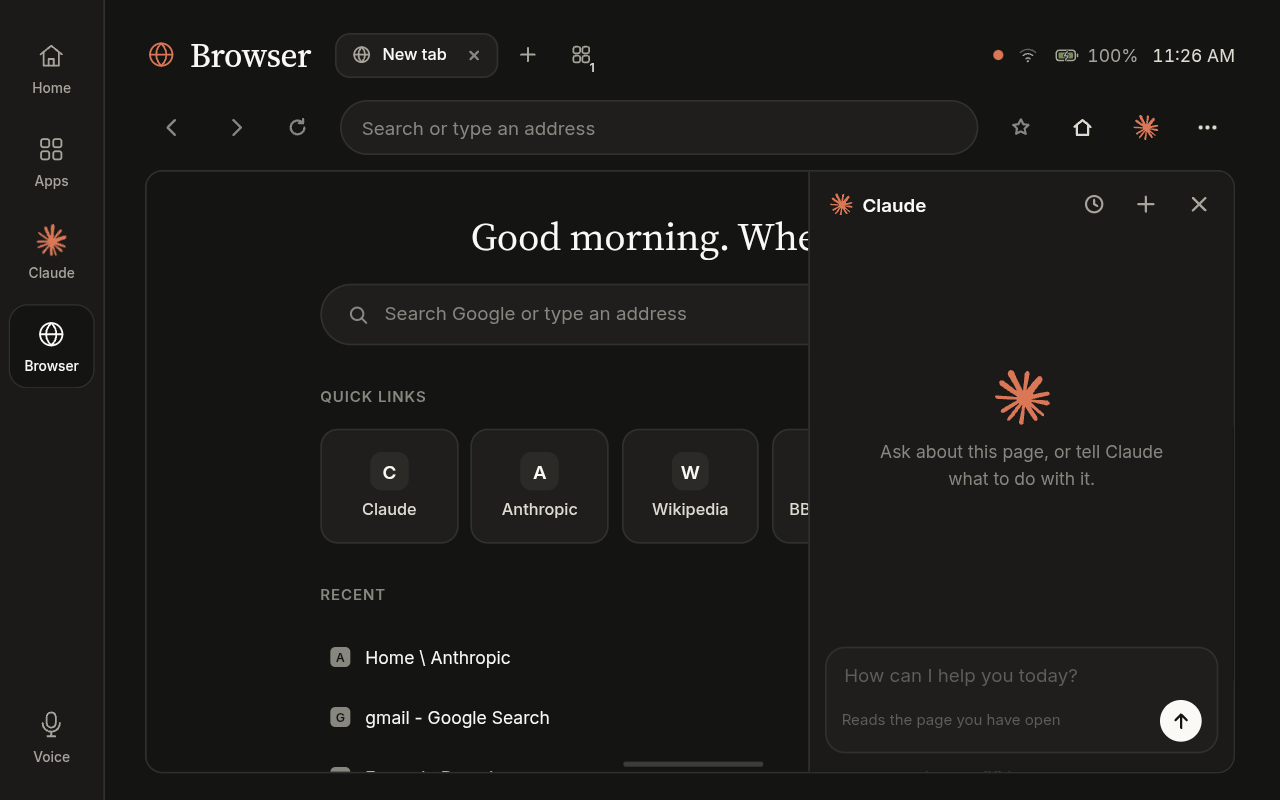 Home
Apps
Claude
Browser
Voice
Browser
New tab
1
100%
11:26 AM
Search or type an address
Good morning. Whe
Search Google or type an address
QUICK LINKS
C
Claude
A
Anthropic
W
Wikipedia
BB
RECENT
A
Home \ Anthropic
G
gmail - Google Search
Claude
Ask about this page, or tell Claude
what to do with it.
How can I help you today?
Reads the page you have open